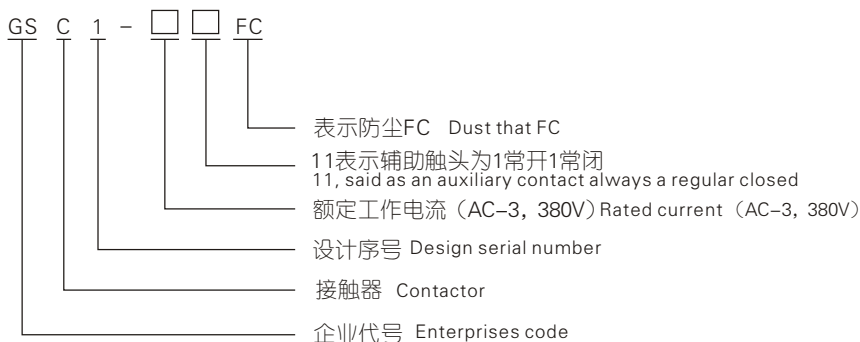 GS C 1 – □ □ FC
表示防尘FC Dust that FC
11表示辅助触头为1常开1常闭
11, said as an auxiliary contact always a regular closed
额定工作电流（AC–3, 380V）Rated current（AC–3, 380V）
设计序号 Design serial number
接触器 Contactor
企业代号 Enterprises code